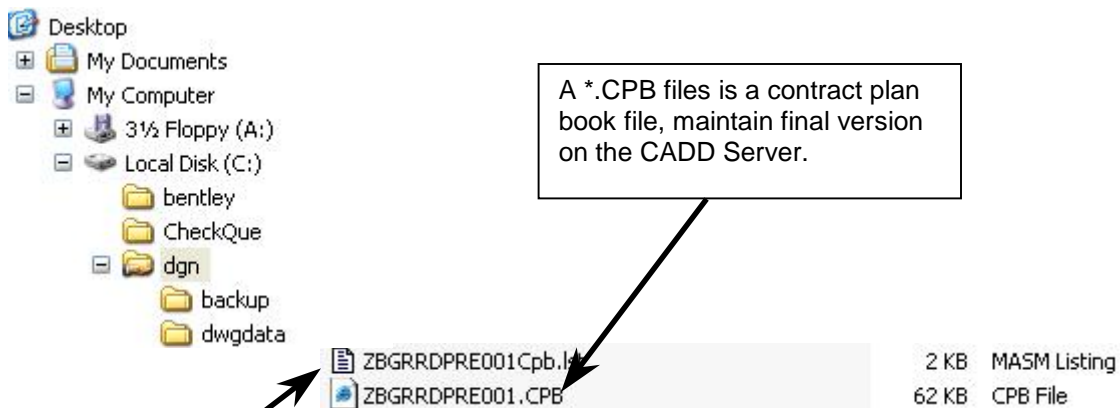 Desktop
My Documents
My Computer
3½ Floppy (A:)
Local Disk (C:)
bentley
CheckQue
dgn
backup
dwgdata
A *.CPB files is a contract plan
book file, maintain final version
on the CADD Server.
ZBGRRDPRE001Cpb.lst 2 KB MASM Listing
ZBGRRDPRE001.CPB 62 KB CPB File